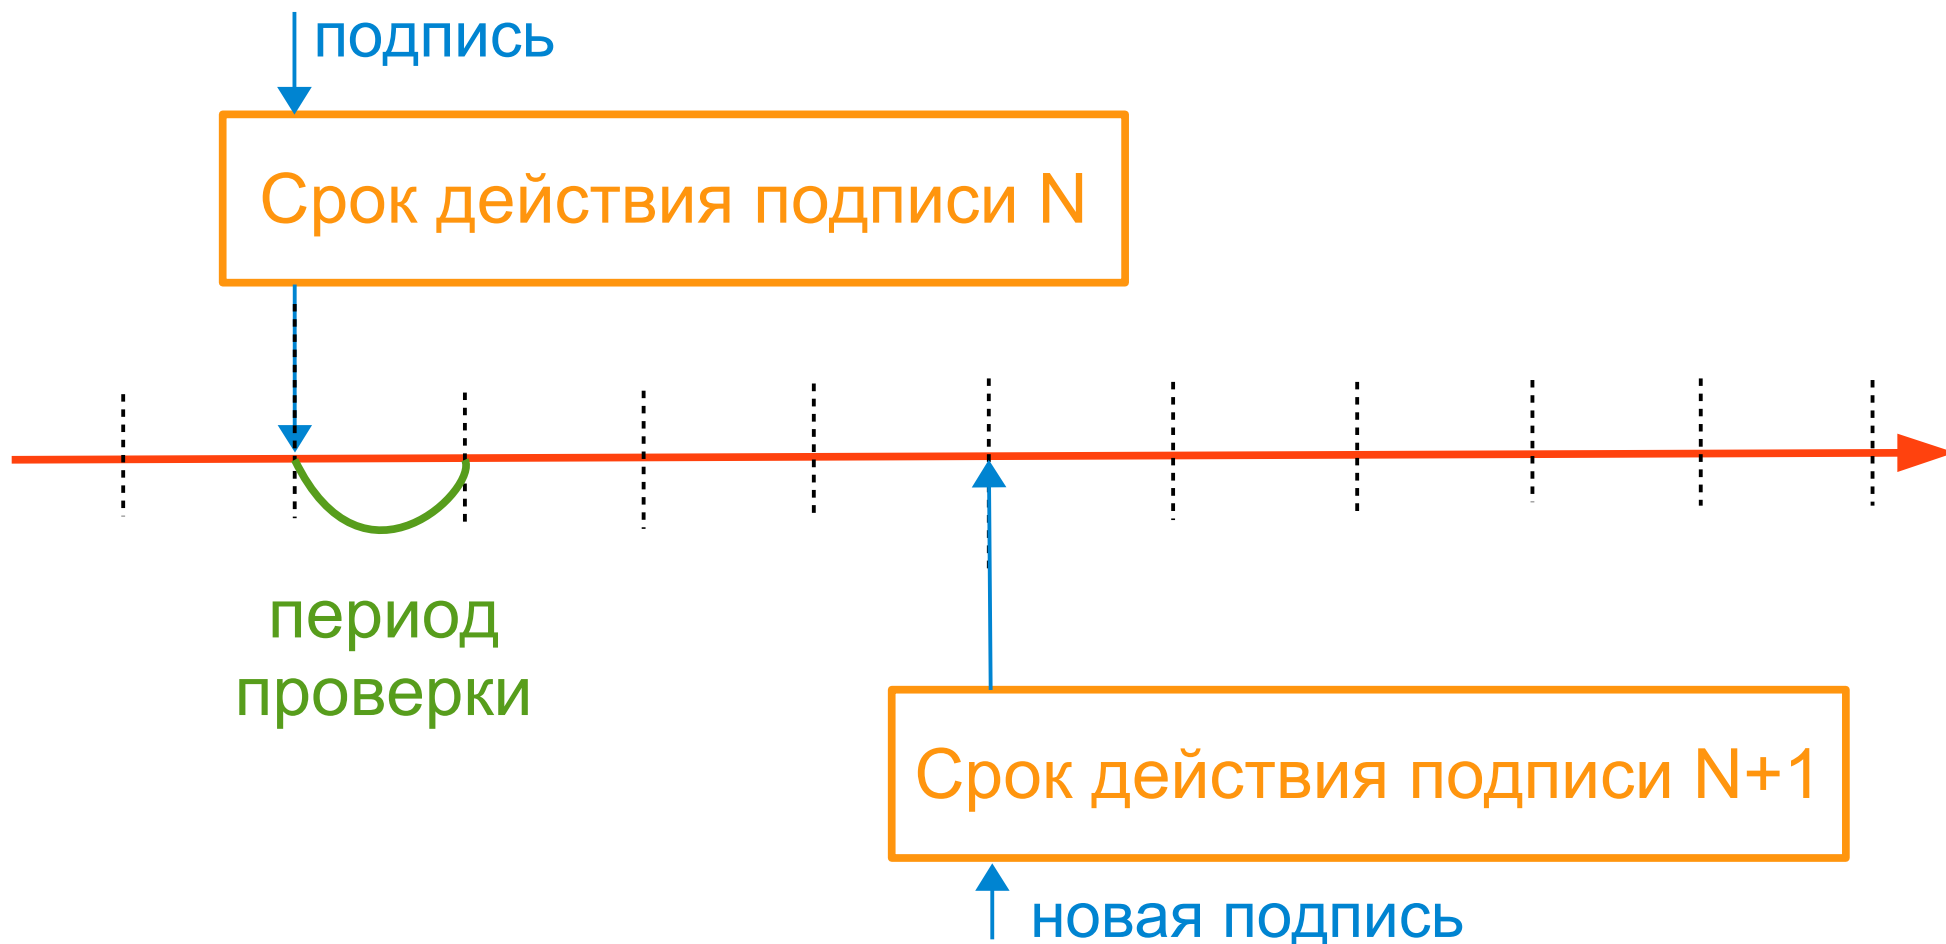 подпись
Срок действия подписи N
период
проверки
Срок действия подписи N+1
новая подпись